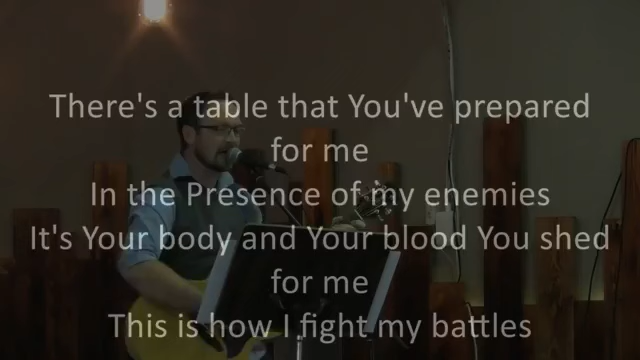 There's a table that You've prepared
for me
In the Presence of my enemies
It's Your body and Your blood You shed
for me
This is how I fight my battles